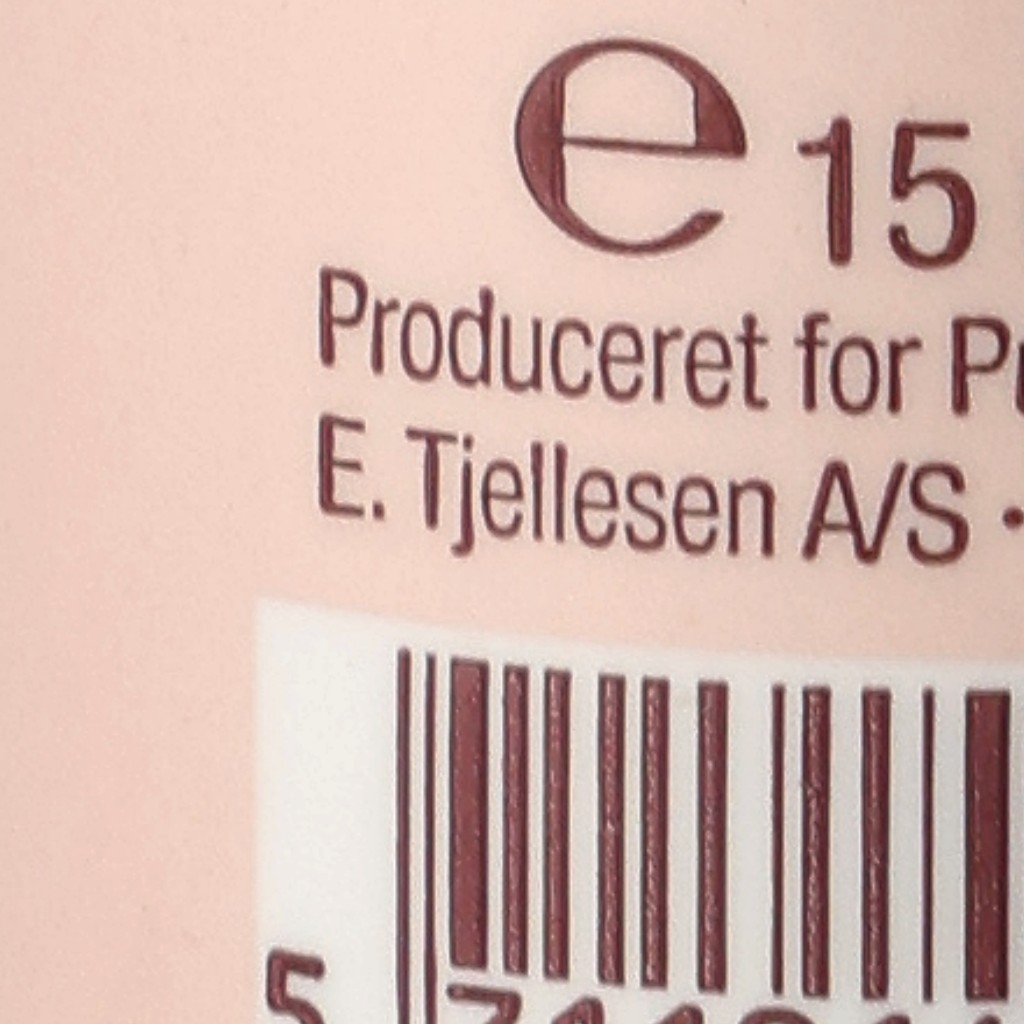 e 15
Produceret for
E. Tjellesen A/S ·
5